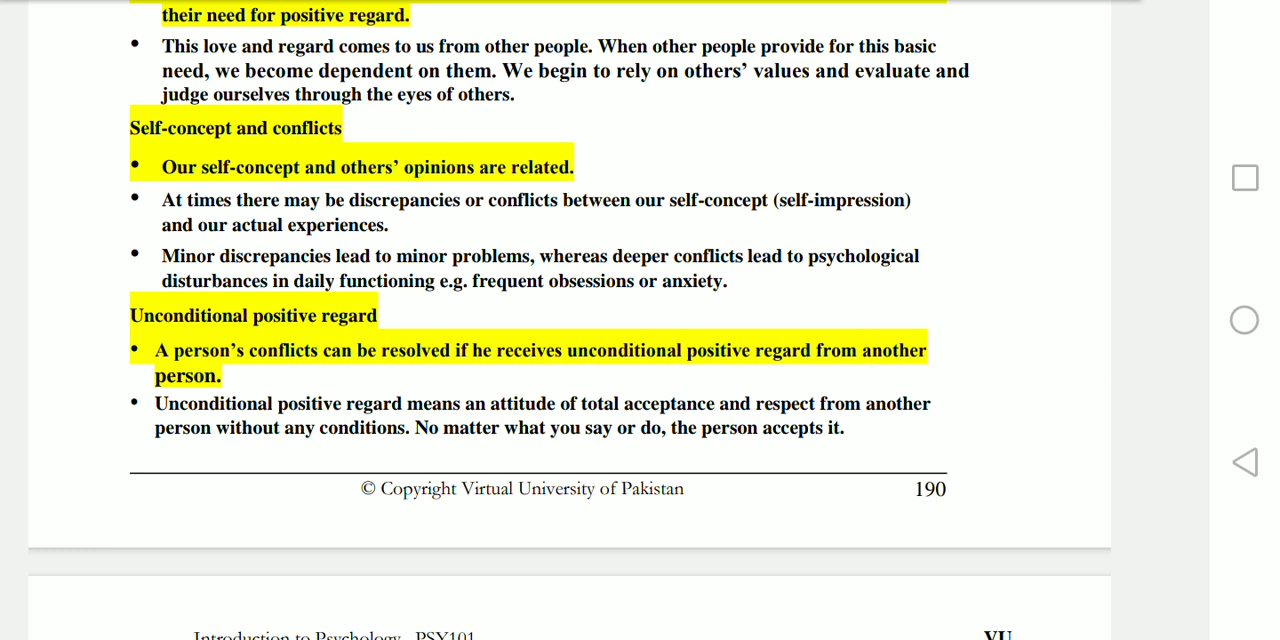 their need for positive regard.
• This love and regard comes to us from other people. When other people provide for this basic
need, we become dependent on them. We begin to rely on others’ values and evaluate and
judge ourselves through the eyes of others.
Self-concept and conflicts
• Our self-concept and others’ opinions are related.
• At times there may be discrepancies or conflicts between our self-concept (self-impression)
and our actual experiences.
• Minor discrepancies lead to minor problems, whereas deeper conflicts lead to psychological
disturbances in daily functioning e.g. frequent obsessions or anxiety.
Unconditional positive regard
• A person’s conflicts can be resolved if he receives unconditional positive regard from another
person.
• Unconditional positive regard means an attitude of total acceptance and respect from another
person without any conditions. No matter what you say or do, the person accepts it.
© Copyright Virtual University of Pakistan 190
Introduction to Psychology PSY101 VU